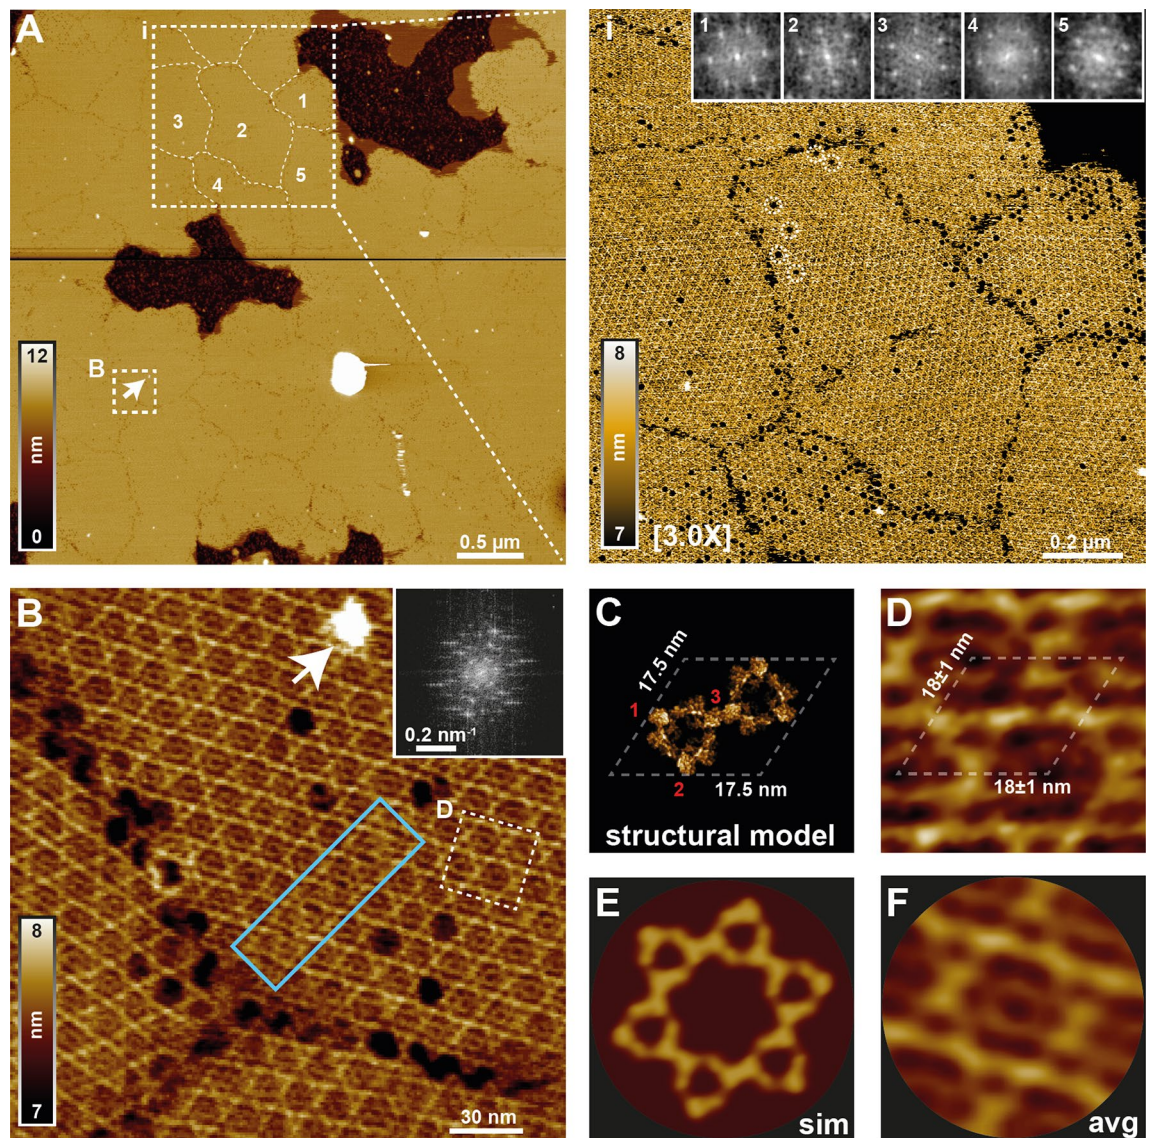 A
i
1
2
3
4
5
B
12
nm
0
0.5 µm
i
1
2
3
4
5
8
nm
7
[3.0X]
0.2 µm
B
0.2 nm⁻¹
D
8
nm
7
30 nm
C
17.5 nm
1
3
2
17.5 nm
structural model
D
18±1 nm
18±1 nm
E
sim
F
avg